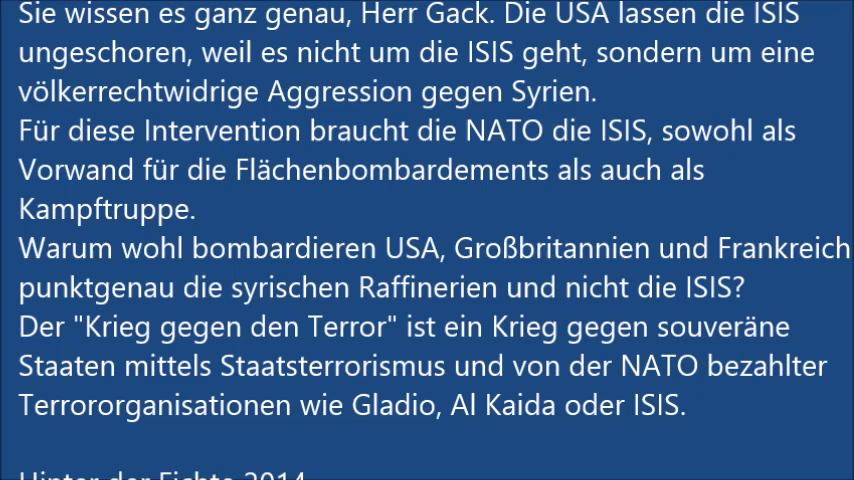 Sie wissen es ganz genau, Herr Gack. Die USA lassen die ISIS
ungeschoren, weil es nicht um die ISIS geht, sondern um eine
völkerrechtwidrige Aggression gegen Syrien.
Für diese Intervention braucht die NATO die ISIS, sowohl als
Vorwand für die Flächenbombardements als auch als
Kampftruppe.
Warum wohl bombardieren USA, Großbritannien und Frankreich
punktgenau die syrischen Raffinerien und nicht die ISIS?
Der "Krieg gegen den Terror" ist ein Krieg gegen souveräne
Staaten mittels Staatsterrorismus und von der NATO bezahlter
Terrororganisationen wie Gladio, Al Kaida oder ISIS.
Hinter der Fichte 2014